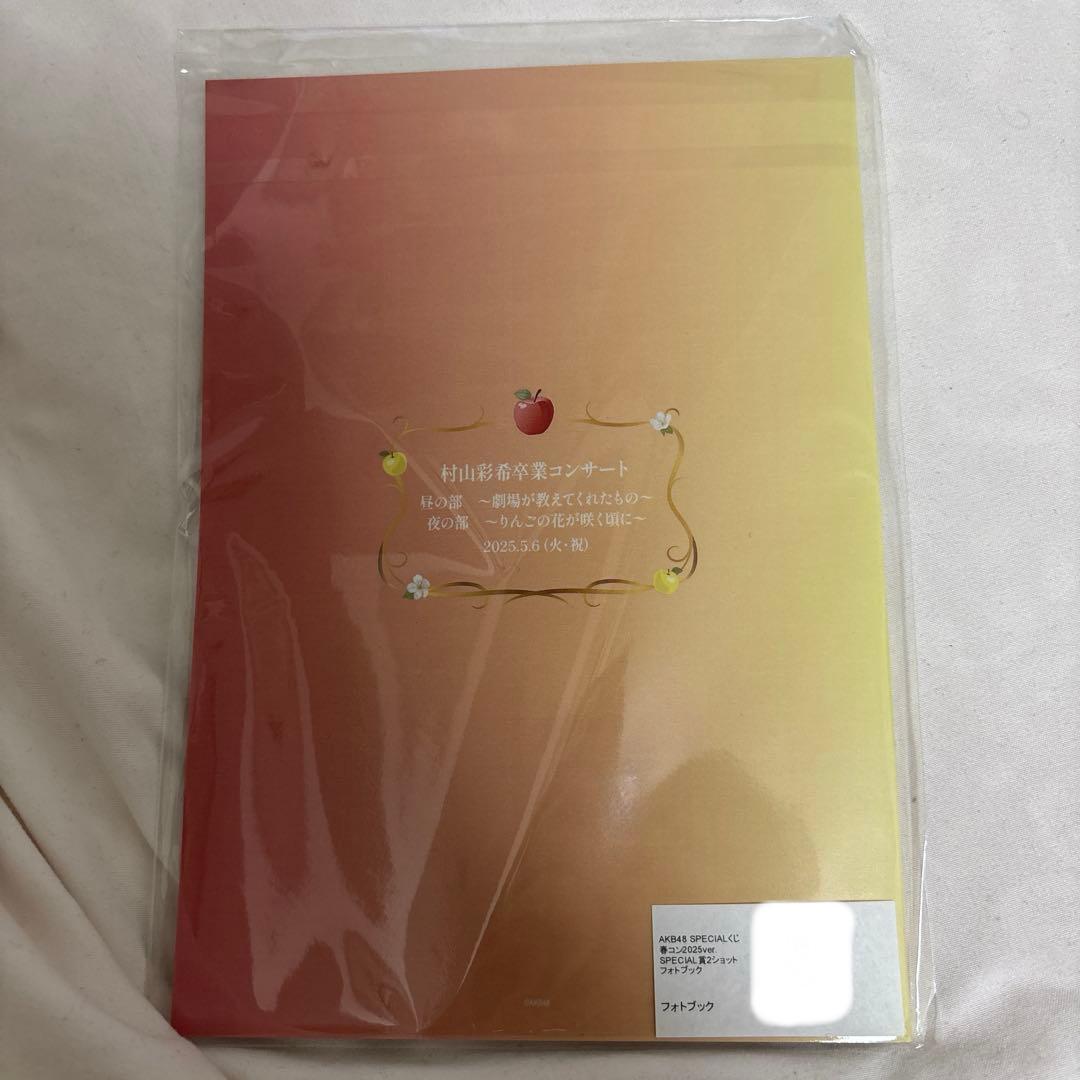 村山彩希卒業コンサート
昼の部 ～劇場が教えてくれたもの～
夜の部 ～りんごの花が咲く頃に～
2025.5.6 (火・祝)
AKB48 SPECIALくじ
春コン2025ver.
SPECIAL賞2ショット
フォトブック
フォトブック
©AKB48